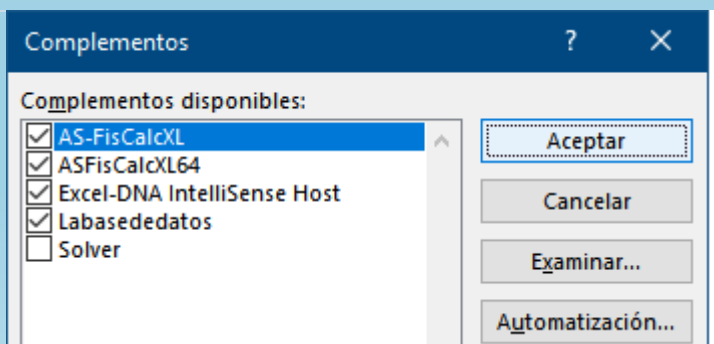 Complementos
?
Complementos disponibles:
AS-FisCalcXL
ASFisCalcXL64
Excel-DNA IntelliSense Host
Labasededatos
Solver
Aceptar
Cancelar
Examinar...
Automatización...